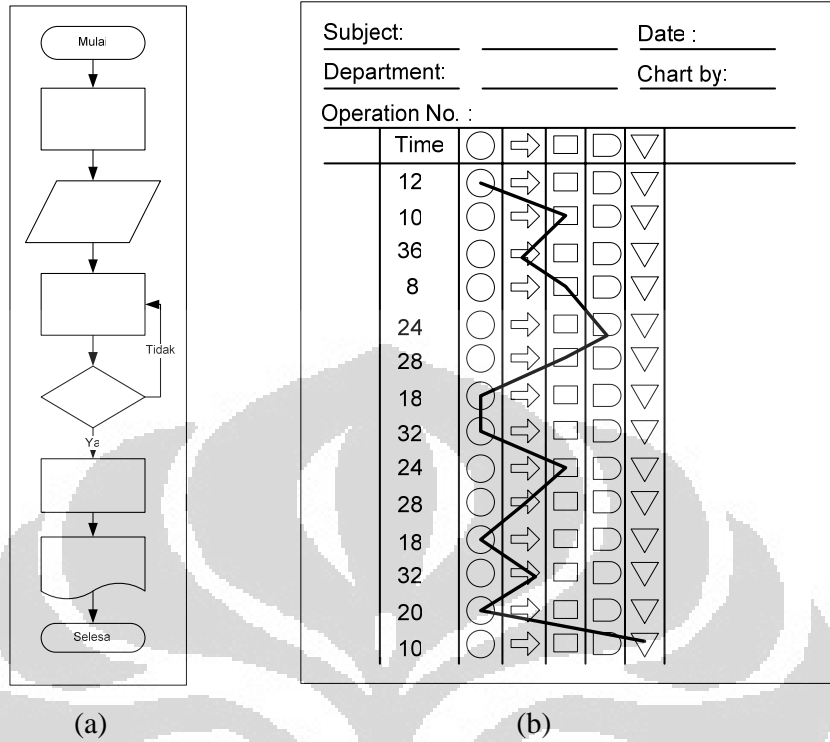 Mulai
Tidak
Ya
Selesa
(a)
Subject: Date :
Department: Chart by:
Operation No. :
Time
12
10
36
8
24
28
18
32
24
28
18
32
20
10
(b)